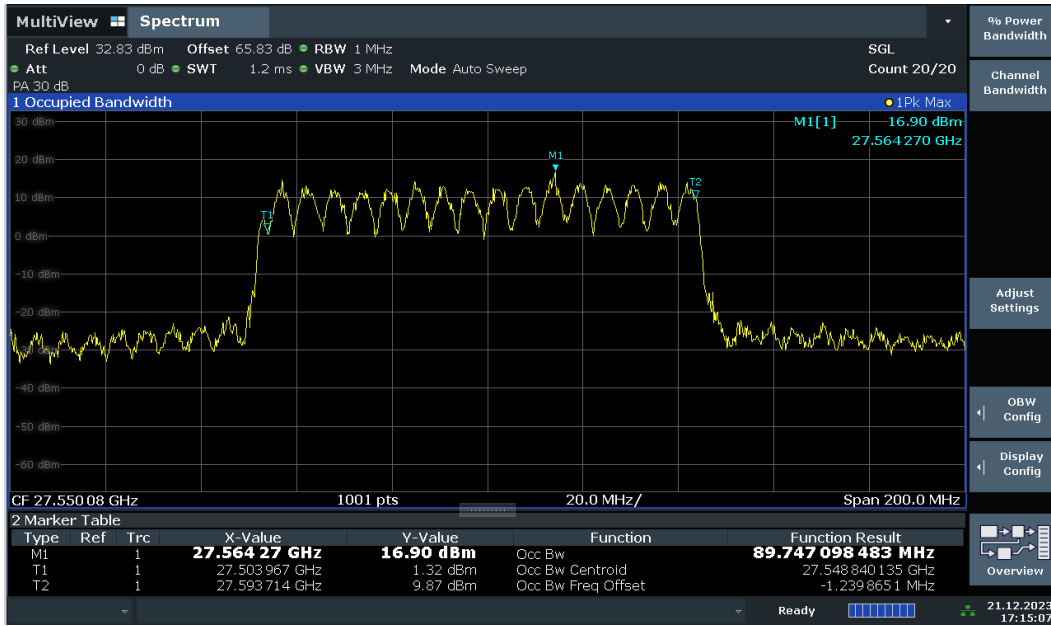 MultiView Spectrum
Ref Level 32.83 dBm Offset 65.83 dB RBW 1 MHz SGL
Att 0 dB SWT 1.2 ms VBW 3 MHz Mode Auto Sweep Count 20/20
PA 30 dB
1 Occupied Bandwidth 1Pk Max
30 dBm M1[1] 16.90 dBm
27.564 270 GHz
20 dBm
M1
T2
10 dBm
T1
0 dBm
-10 dBm
-20 dBm
-30 dBm
-40 dBm
-50 dBm
-60 dBm
CF 27.550 08 GHz 1001 pts 20.0 MHz/ Span 200.0 MHz
2 Marker Table
Type Ref Trc X-Value Y-Value Function Function Result
M1 1 27.564 27 GHz 16.90 dBm Occ Bw 89.747 098 483 MHz
T1 1 27.503 967 GHz 1.32 dBm Occ Bw Centroid 27.548 840 135 GHz
T2 1 27.593 714 GHz 9.87 dBm Occ Bw Freq Offset -1.239 865 1 MHz
Ready
21.12.2023
17:15:07
% Power
Bandwidth
Channel
Bandwidth
Adjust
Settings
OBW
Config
Display
Config
Overview